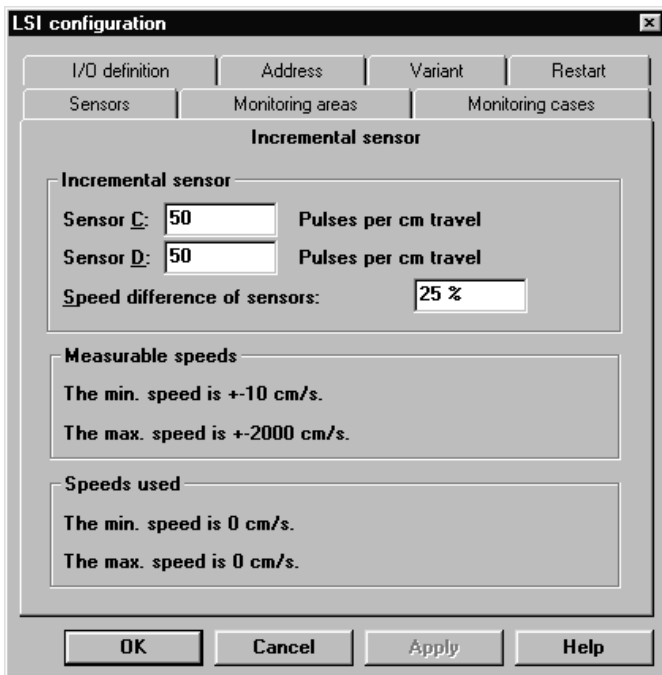 LSI configuration
I/O definition Address Variant Restart
Sensors Monitoring areas Monitoring cases
Incremental sensor
Incremental sensor
Sensor C: 50 Pulses per cm travel
Sensor D: 50 Pulses per cm travel
Speed difference of sensors: 25 %
Measurable speeds
The min. speed is +-10 cm/s.
The max. speed is +-2000 cm/s.
Speeds used
The min. speed is 0 cm/s.
The max. speed is 0 cm/s.
OK Cancel Apply Help